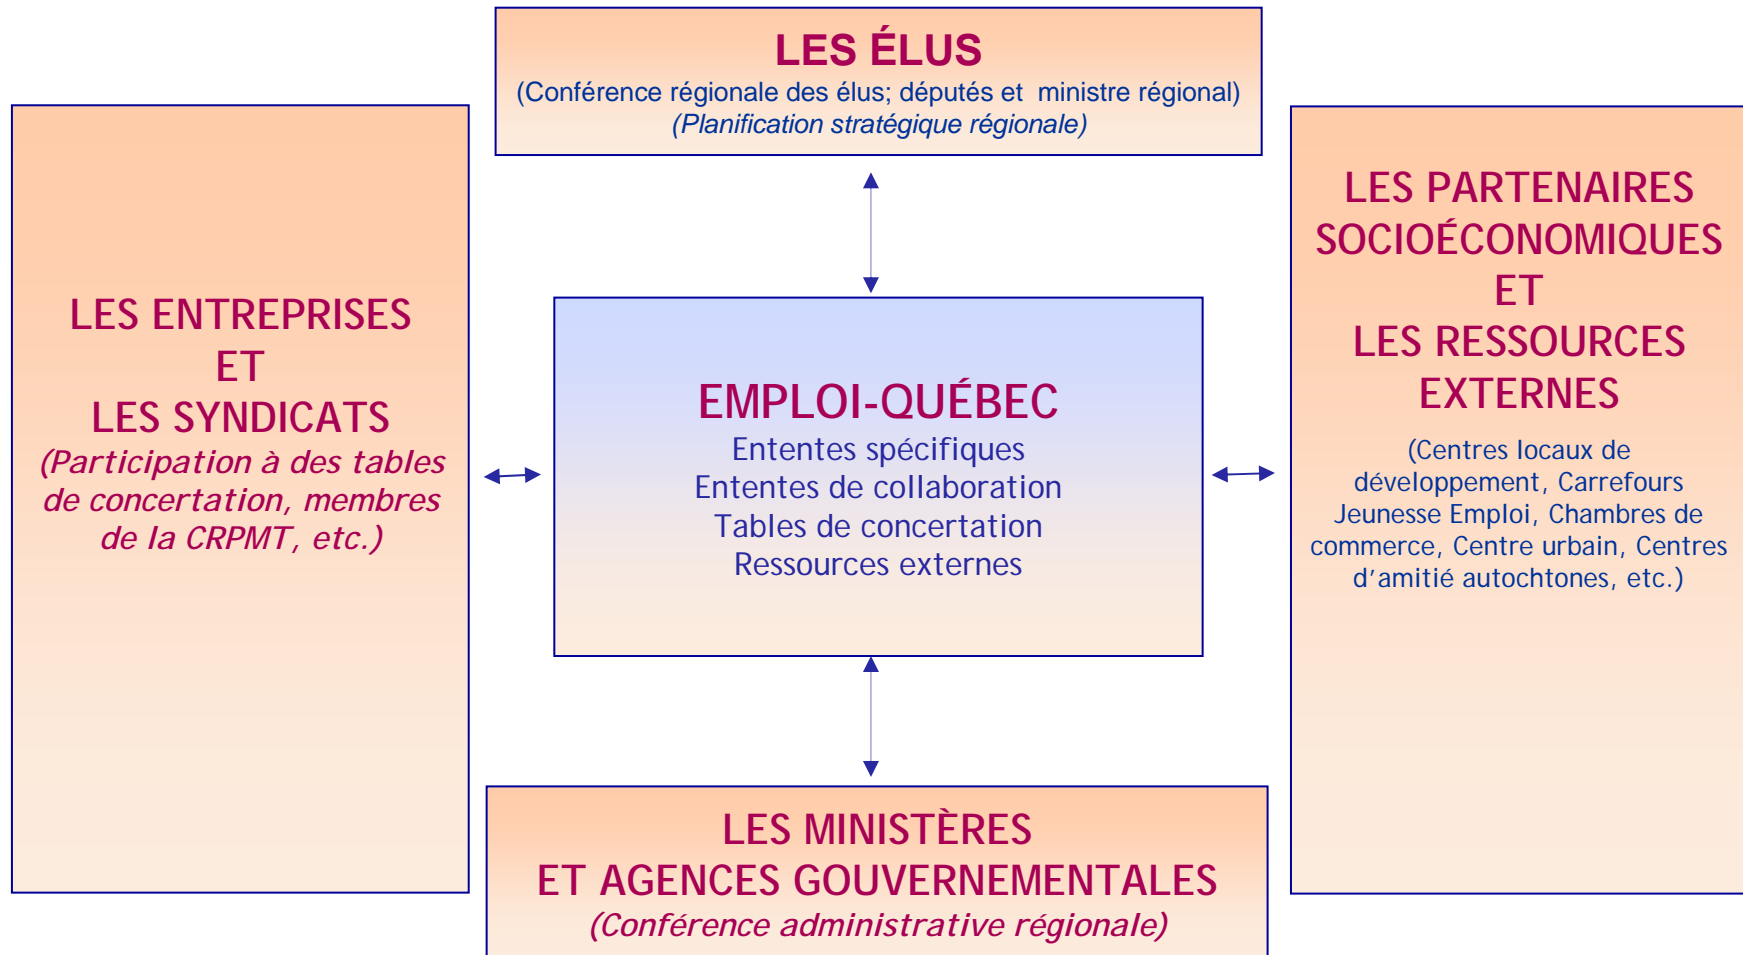 LES ÉLUS
(Conférence régionale des élus; députés et ministre régional)
(Planification stratégique régionale)
LES ENTREPRISES
ET
LES SYNDICATS
(Participation à des tables
de concertation, membres
de la CRPMT, etc.)
EMPLOI-QUÉBEC
Ententes spécifiques
Ententes de collaboration
Tables de concertation
Ressources externes
LES PARTENAIRES
SOCIOÉCONOMIQUES
ET
LES RESSOURCES
EXTERNES
(Centres locaux de
développement, Carrefours
Jeunesse Emploi, Chambres de
commerce, Centre urbain, Centres
d’amitié autochtones, etc.)
LES MINISTÈRES
ET AGENCES GOUVERNEMENTALES
(Conférence administrative régionale)